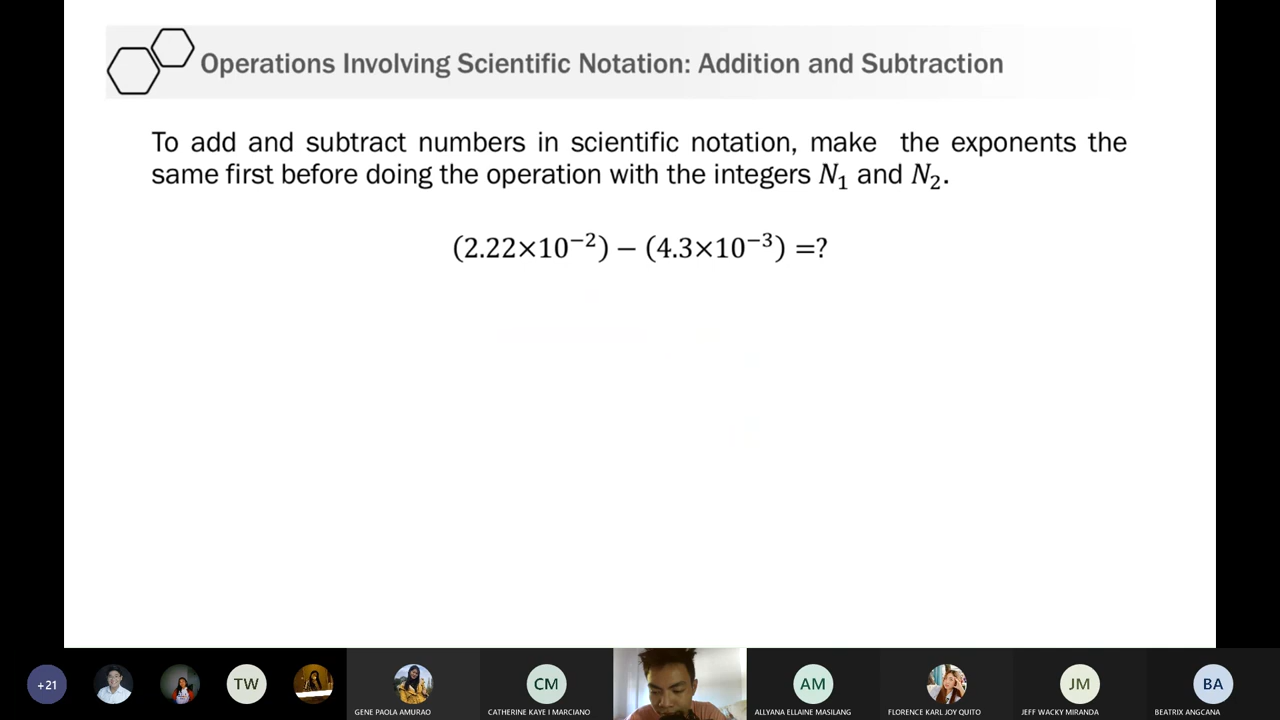 Operations Involving Scientific Notation: Addition and Subtraction
To add and subtract numbers in scientific notation, make the exponents the
same first before doing the operation with the integers N₁ and N₂.
(2.22×10⁻²) − (4.3×10⁻³) =?
+21
TW
CM
AM
JM
BA
GENE PAOLA AMURAO
CATHERINE KAYE I MARCIANO
ALLYANA ELLAINE MASILANG
FLORENCE KARL JOY QUITO
JEFF WACKY MIRANDA
BEATRIX ANGCANA